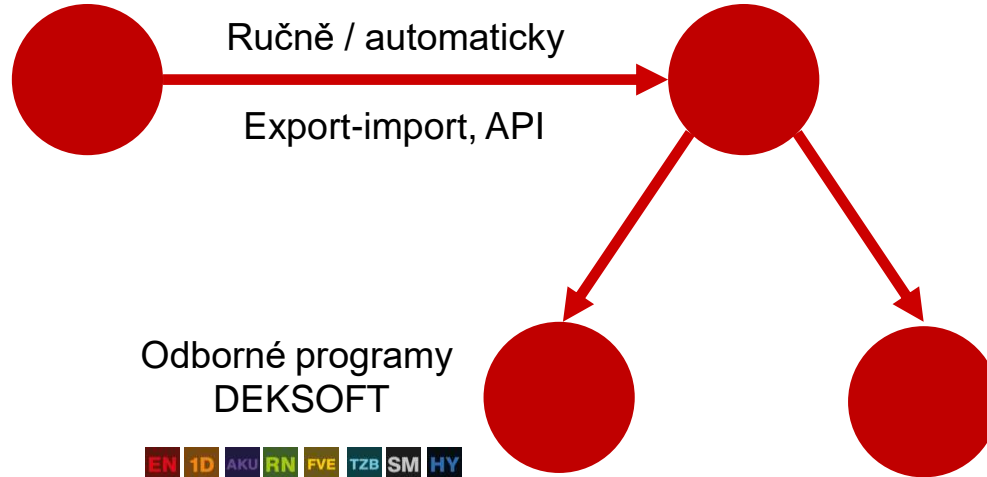 Ručně / automaticky
Export-import, API
Odborné programy
DEKSOFT
EN 1D AKU RN FVE TZB SM HY